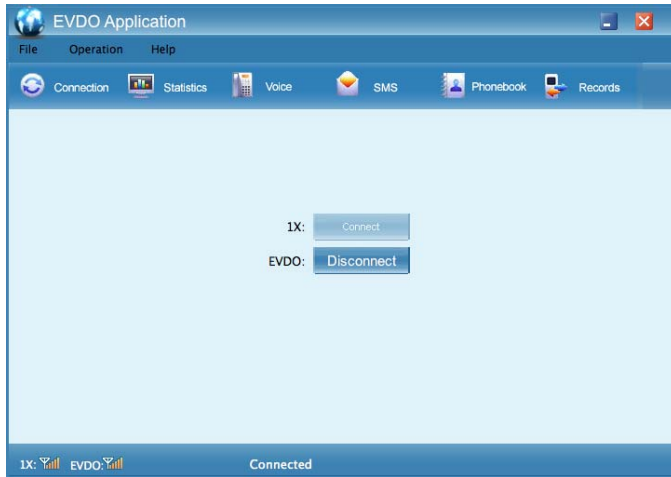 EVDO Application
File Operation Help
Connection Statistics Voice SMS Phonebook Records
1X: Connect
EVDO: Disconnect
1X: EVDO: Connected